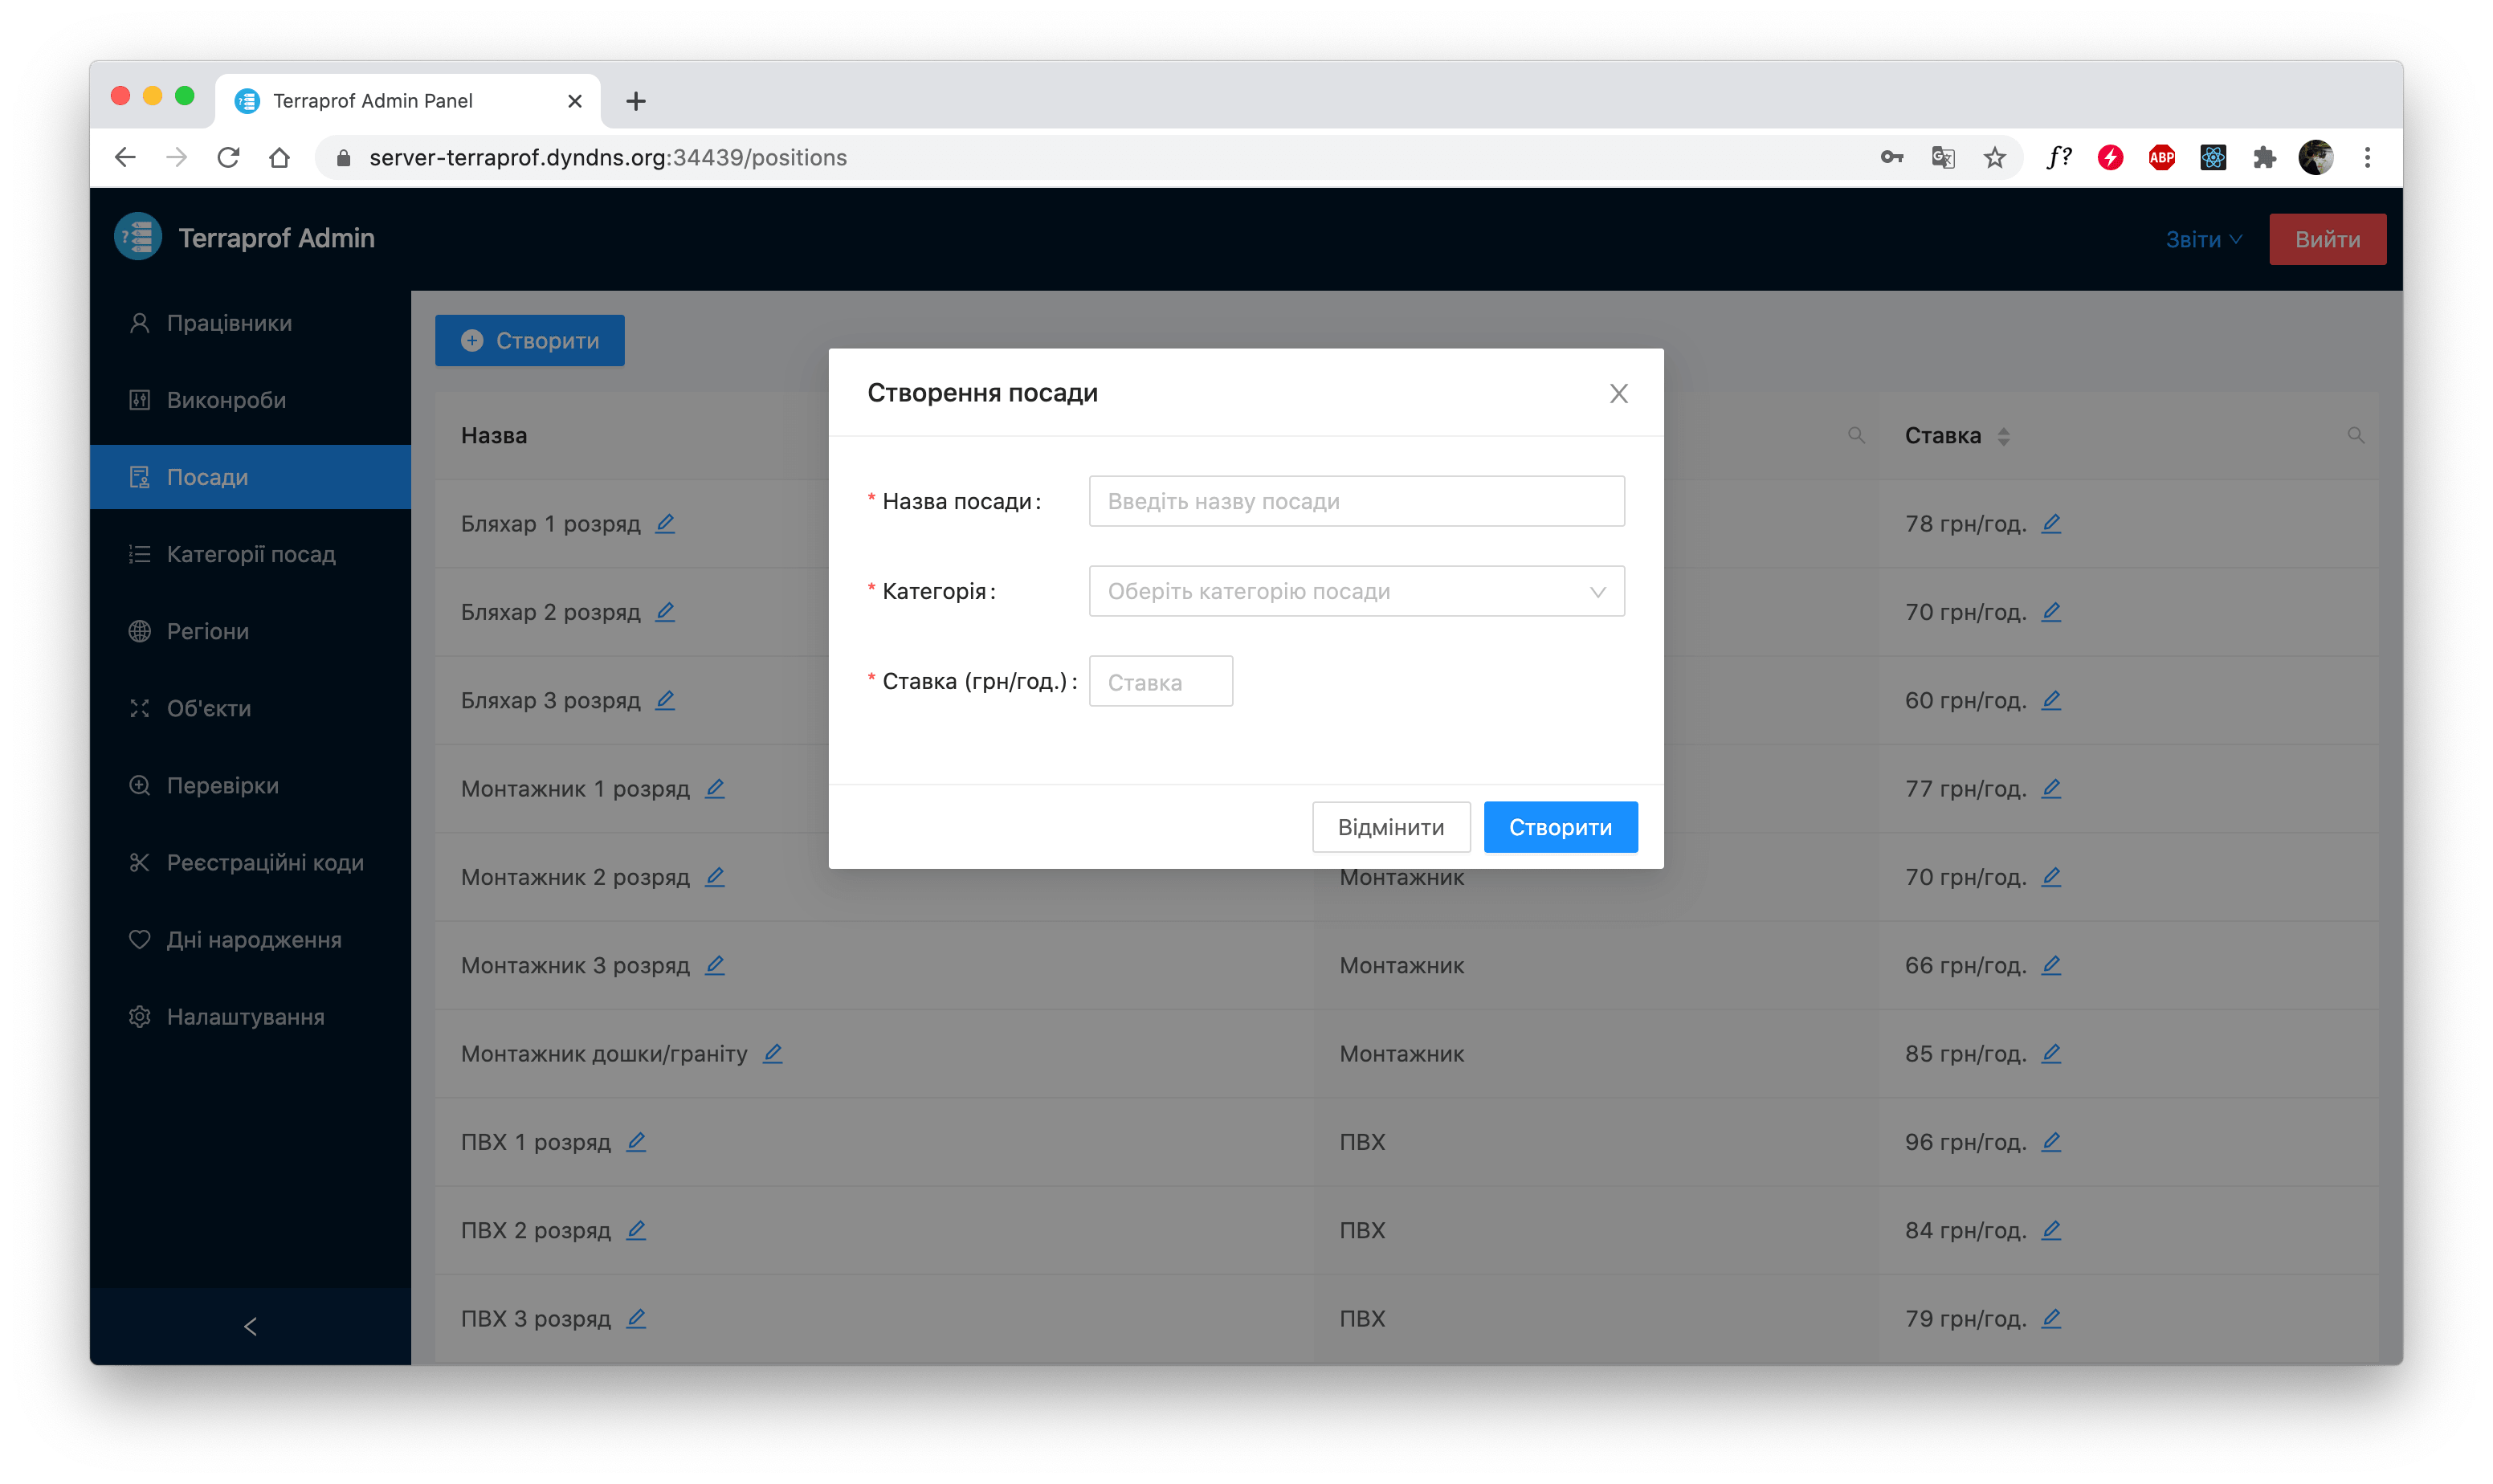 Terraprof Admin Panel
server-terraprof.dyndns.org:34439/positions
f?
ABP
Terraprof Admin
Звіти
Вийти
Працівники
Виконроби
Посади
Категорії посад
Регіони
Об'єкти
Перевірки
Реєстраційні коди
Дні народження
Налаштування
Створити
Назва
Ставка
Бляхар 1 розряд
78 грн/год.
Бляхар 2 розряд
70 грн/год.
Бляхар 3 розряд
60 грн/год.
Монтажник 1 розряд
77 грн/год.
Монтажник 2 розряд
Монтажник
70 грн/год.
Монтажник 3 розряд
Монтажник
66 грн/год.
Монтажник дошки/граніту
Монтажник
85 грн/год.
ПВХ 1 розряд
ПВХ
96 грн/год.
ПВХ 2 розряд
ПВХ
84 грн/год.
ПВХ 3 розряд
ПВХ
79 грн/год.
Створення посади
* Назва посади:
Введіть назву посади
* Категорія:
Оберіть категорію посади
* Ставка (грн/год.):
Ставка
Відмінити
Створити